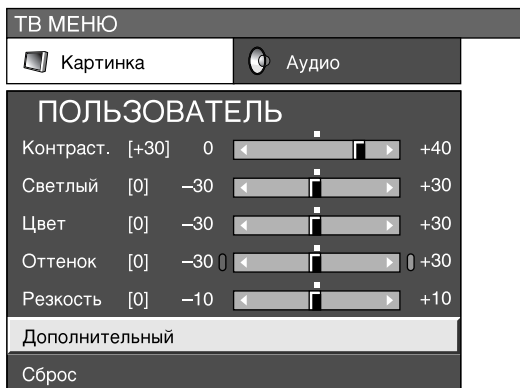 ТВ МЕНЮ
Картинка Аудио
ПОЛЬЗОВАТЕЛЬ
Контраст. [+30] 0 +40
Светлый [0] –30 +30
Цвет [0] –30 +30
Оттенок [0] –30 +30
Резкость [0] –10 +10
Дополнительный
Сброс